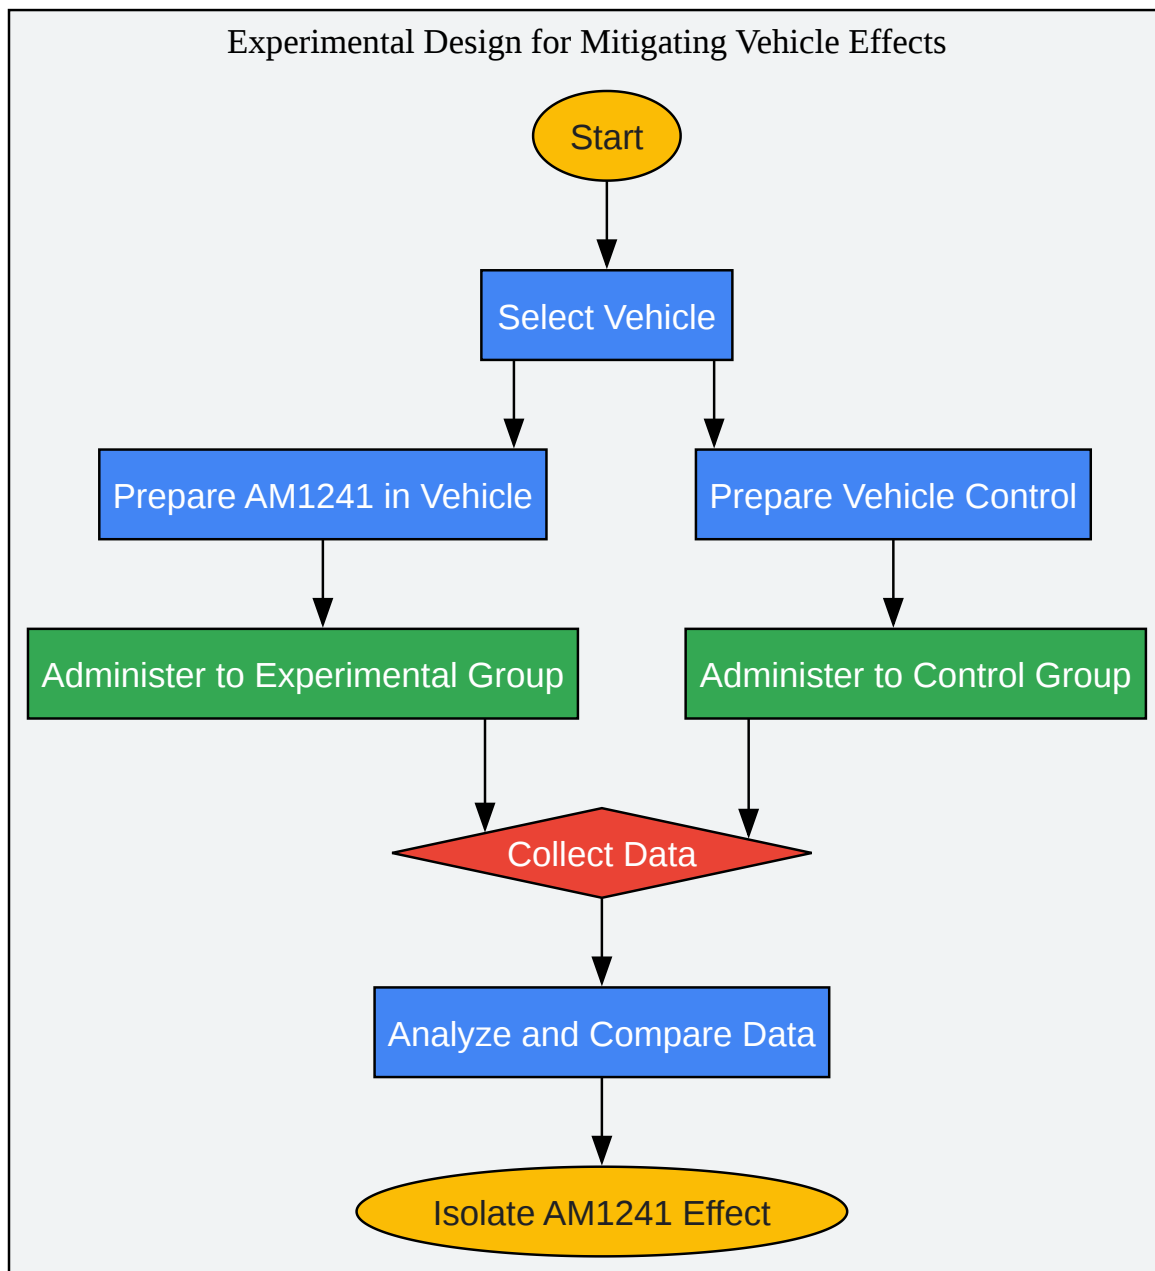 Experimental Design for Mitigating Vehicle Effects
Start
Select Vehicle
Prepare AM1241 in Vehicle
Prepare Vehicle Control
Administer to Experimental Group
Administer to Control Group
Collect Data
Analyze and Compare Data
Isolate AM1241 Effect